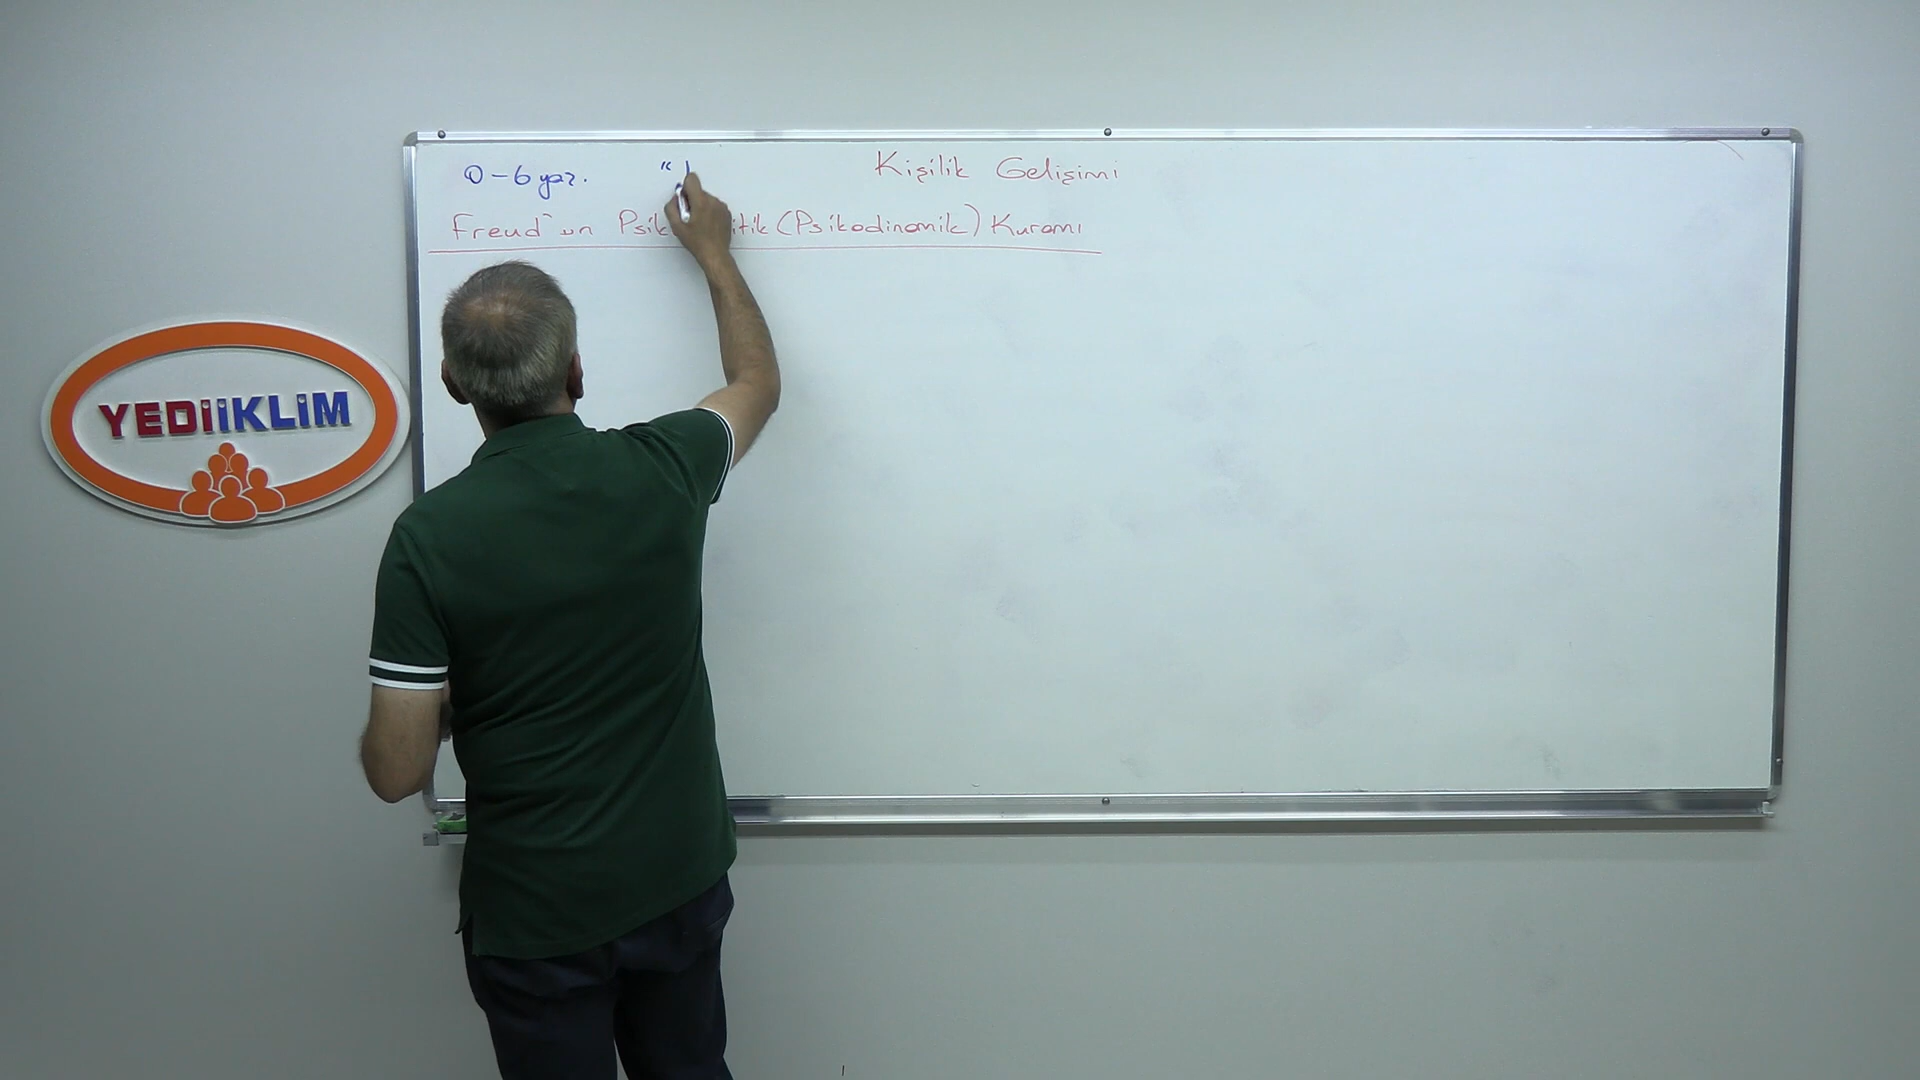 0-6 yaş. "
Kişilik Gelişimi
Freud'un (Psikodinamik) Kuramı
YEDİİKLİM